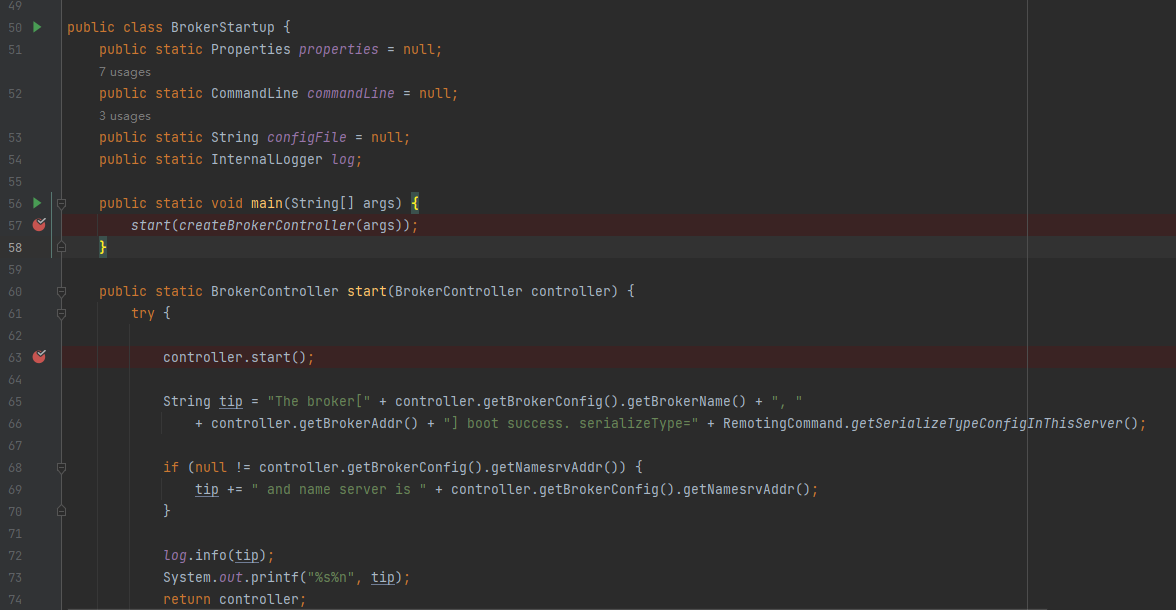 49
50 public class BrokerStartup {
51 public static Properties properties = null;
7 usages
52 public static CommandLine commandLine = null;
3 usages
53 public static String configFile = null;
54 public static InternalLogger log;
55
56 public static void main(String[] args) {
57 start(createBrokerController(args));
58 }
59
60 public static BrokerController start(BrokerController controller) {
61 try {
62
63 controller.start();
64
65 String tip = "The broker[" + controller.getBrokerConfig().getBrokerName() + ", "
66 + controller.getBrokerAddr() + "] boot success. serializeType=" + RemotingCommand.getSerializeTypeConfigInThisServer();
67
68 if (null != controller.getBrokerConfig().getNamesrvAddr()) {
69 tip += " and name server is " + controller.getBrokerConfig().getNamesrvAddr();
70 }
71
72 log.info(tip);
73 System.out.printf("%s%n", tip);
74 return controller;